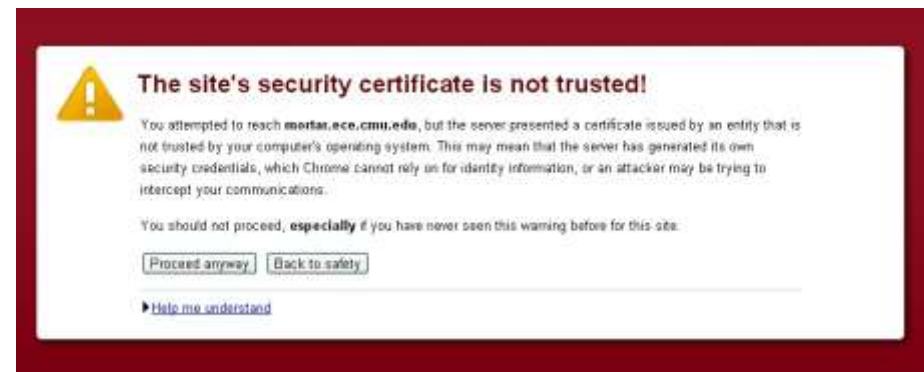 The site's security certificate is not trusted!
You attempted to reach mortar.ece.cmu.edu, but the server presented a certificate issued by an entity that is
not trusted by your computer's operating system. This may mean that the server has generated its own
security credentials, which Chrome cannot rely on for identity information, or an attacker may be trying to
intercept your communications.
You should not proceed, especially if you have never seen this warning before for this site.
Proceed anyway Back to safety
Help me understand